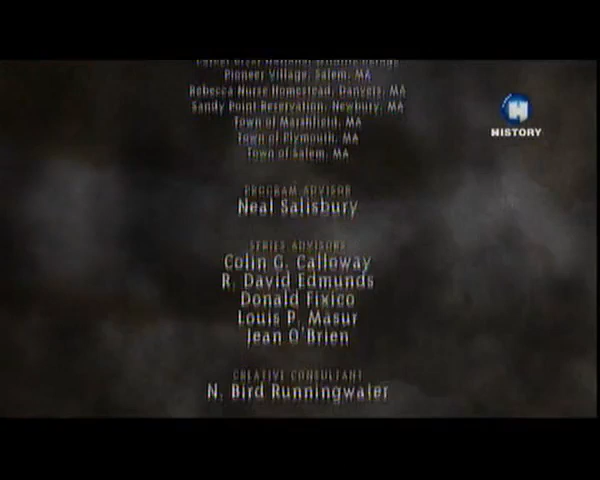 Pioneer Village, Salem, MA
Rebecca Nurse Homestead, Danvers, MA
Sandy Point Reservation, Newbury, MA
Town of Marshfield, MA
Town of Plymouth, MA
Town of Salem, MA
HISTORY
PROGRAM ADVISOR
Neal Salisbury
SERIES ADVISORS
Colin G. Calloway
R. David Edmunds
Donald Fixico
Louis P. Masur
Jean O'Brien
CREATIVE CONSULTANT
N. Bird Runningwater